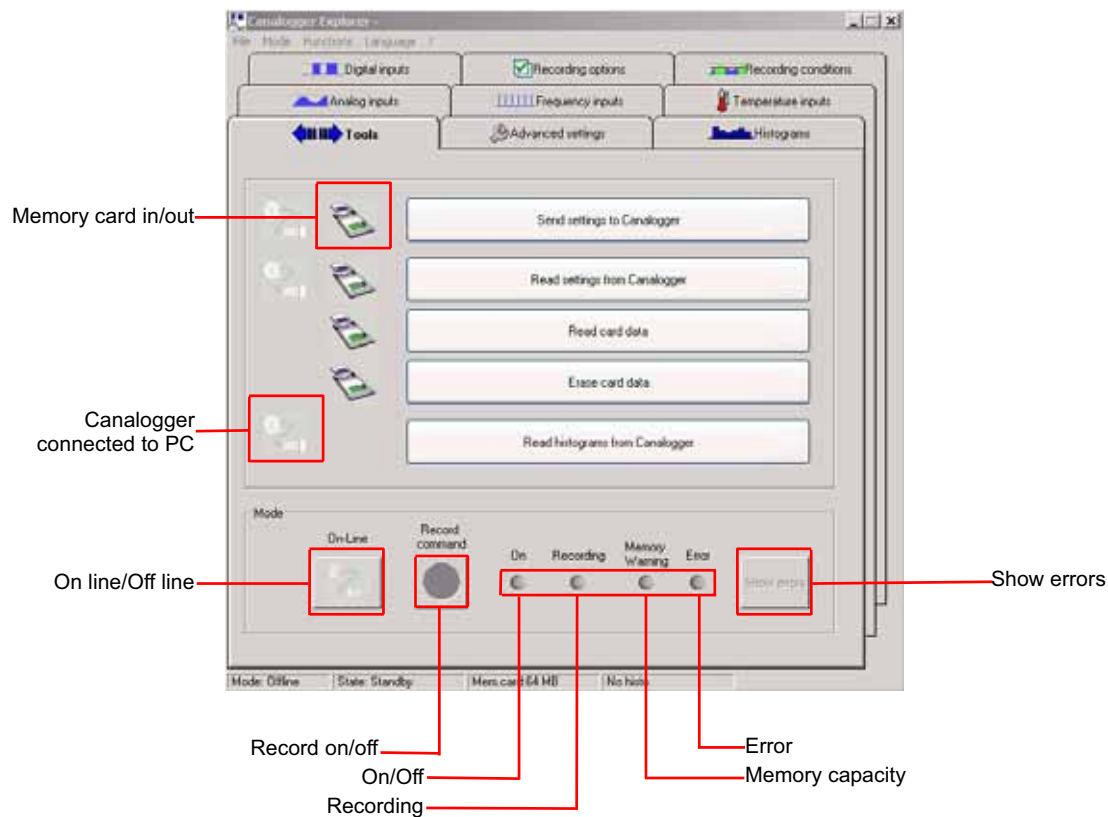 Canalogger Explorer -
File Mode Functions Language ?
Digital inputs Recording options Recording conditions
Analog inputs Frequency inputs Temperature inputs
Tools Advanced settings Histograms
Memory card in/out
Send settings to Canalogger
Read settings from Canalogger
Read card data
Erase card data
Canalogger
connected to PC
Read histograms from Canalogger
Mode
On-Line
Record
command
On Recording Memory
Warning Error
On line/Off line
Show errors
Show errors
Mode: Offline State: Standby Mem.card 64 MB No histo
Record on/off
Error
On/Off
Memory capacity
Recording